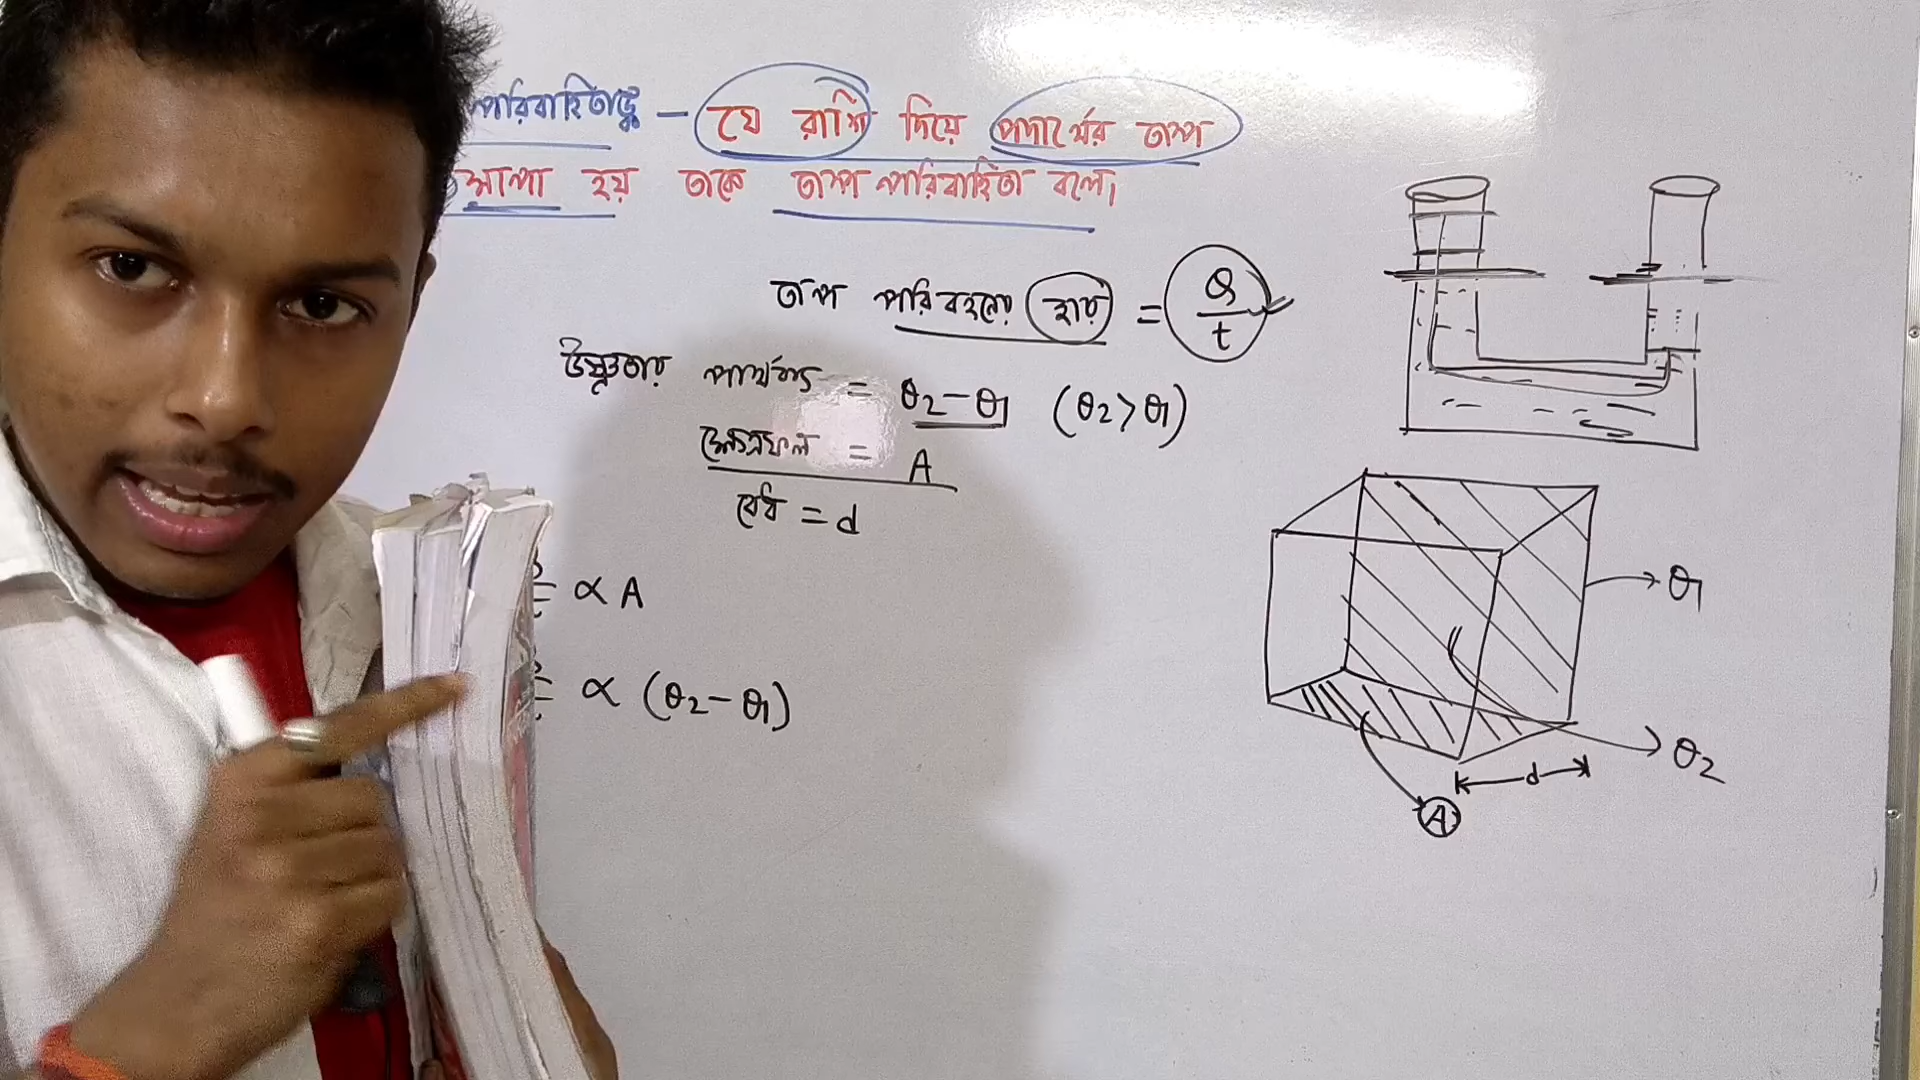 পরিবাহিতাঙ্ক — যে রাশি দিয়ে পদার্থের তাপ
মাপা হয় তাকে তাপ পরিবাহিতা বলে।
তাপ পরিবহনের হার = Q/t
উষ্ণতার পার্থক্য = θ2 - θ1 (θ2 > θ1)
ক্ষেত্রফল = A
বেধ = d
∝ A
∝ (θ2 - θ1)
θ1
θ2
d
A